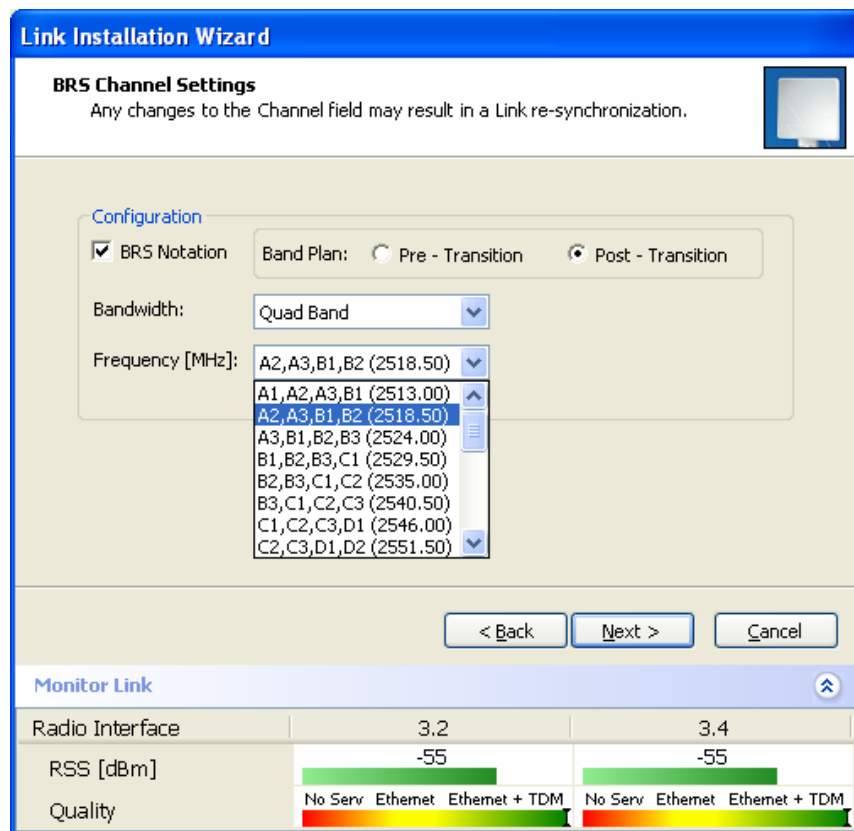 Link Installation Wizard
BRS Channel Settings
Any changes to the Channel field may result in a Link re-synchronization.
Configuration
BRS Notation Band Plan: Pre - Transition Post - Transition
Bandwidth: Quad Band
Frequency [MHz]: A2,A3,B1,B2 (2518.50)
A1,A2,A3,B1 (2513.00)
A2,A3,B1,B2 (2518.50)
A3,B1,B2,B3 (2524.00)
B1,B2,B3,C1 (2529.50)
B2,B3,C1,C2 (2535.00)
B3,C1,C2,C3 (2540.50)
C1,C2,C3,D1 (2546.00)
C2,C3,D1,D2 (2551.50)
< Back Next > Cancel
Monitor Link
Radio Interface 3.2 3.4
RSS [dBm] -55 -55
Quality No Serv Ethernet Ethernet + TDM No Serv Ethernet Ethernet + TDM